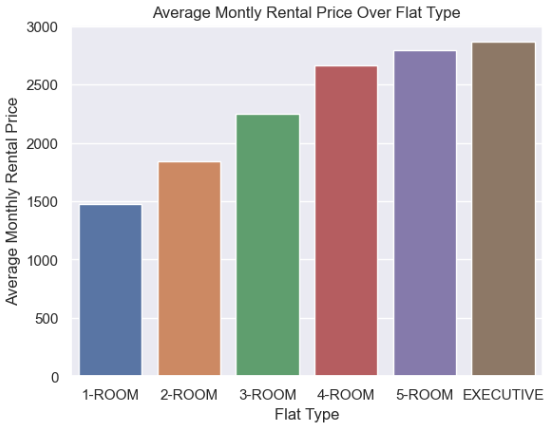 Average Montly Rental Price Over Flat Type
3000
2500
2000
1500
1000
500
0
Average Monthly Rental Price
1-ROOM 2-ROOM 3-ROOM 4-ROOM 5-ROOM EXECUTIVE
Flat Type